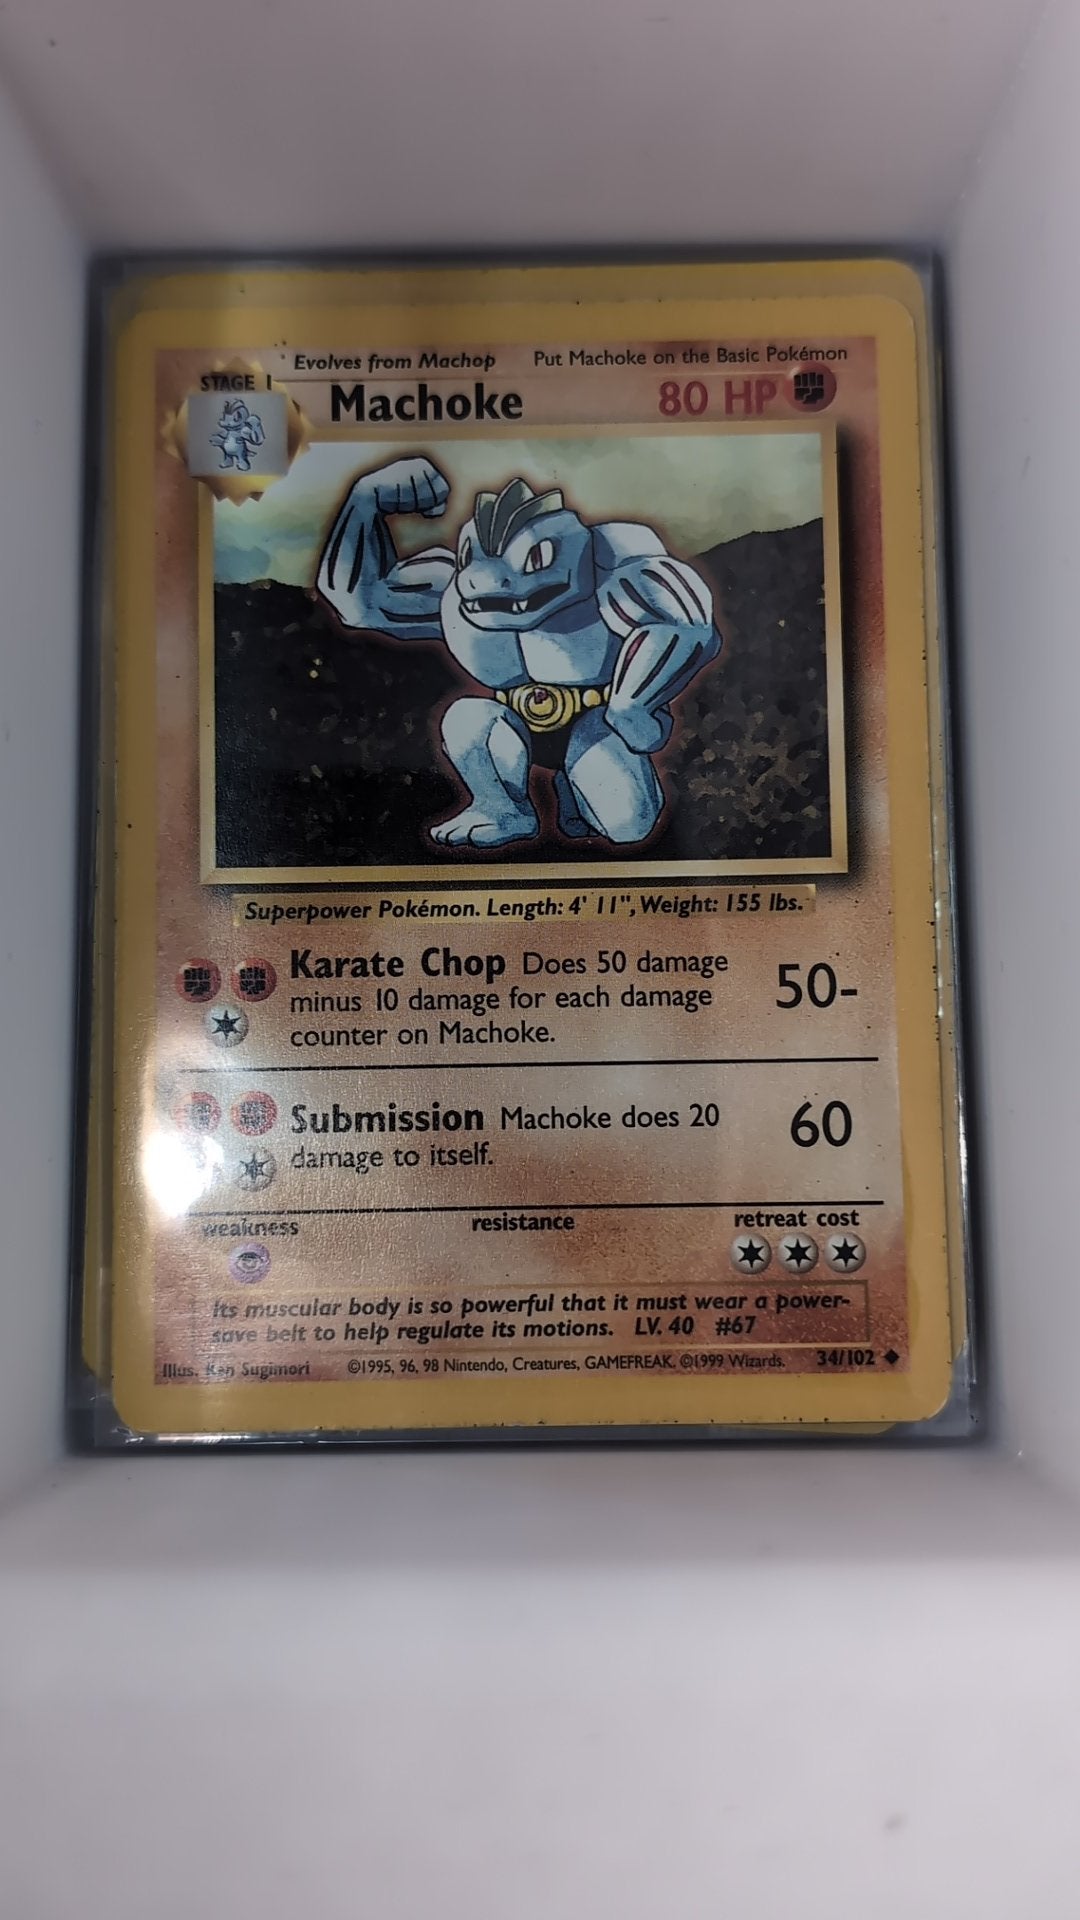 Evolves from Machop Put Machoke on the Basic Pokémon
STAGE 1
Machoke 80 HP
Superpower Pokémon. Length: 4' 11", Weight: 155 lbs.
Karate Chop Does 50 damage
minus 10 damage for each damage
counter on Machoke.
50-
Submission Machoke does 20
damage to itself.
60
weakness resistance retreat cost
Its muscular body is so powerful that it must wear a power-
save belt to help regulate its motions. LV. 40 #67
Illus. Ken Sugimori ©1995, 96, 98 Nintendo, Creatures, GAMEFREAK. ©1999 Wizards. 34/102